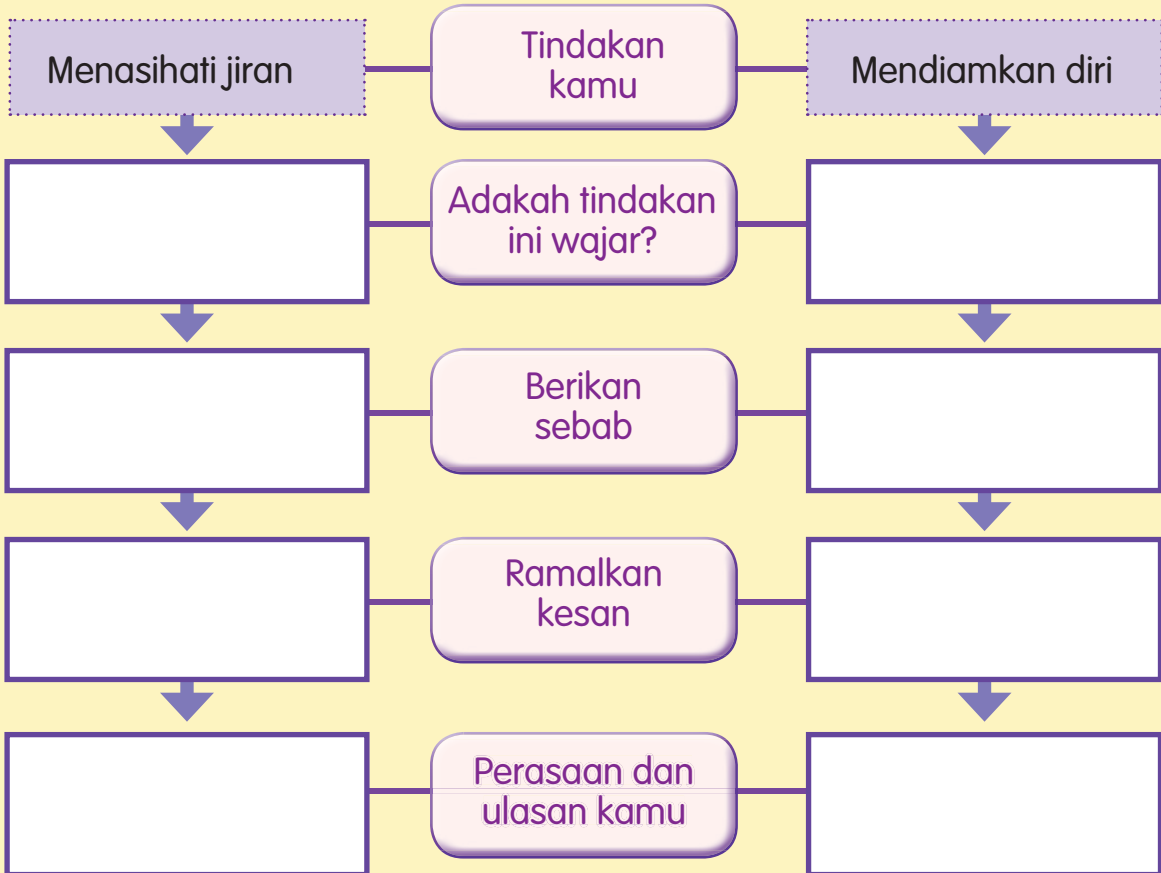 Menasihati jiran
Tindakan
kamu
Mendiamkan diri
Adakah tindakan
ini wajar?
Berikan
sebab
Ramalkan
kesan
Perasaan dan
ulasan kamu